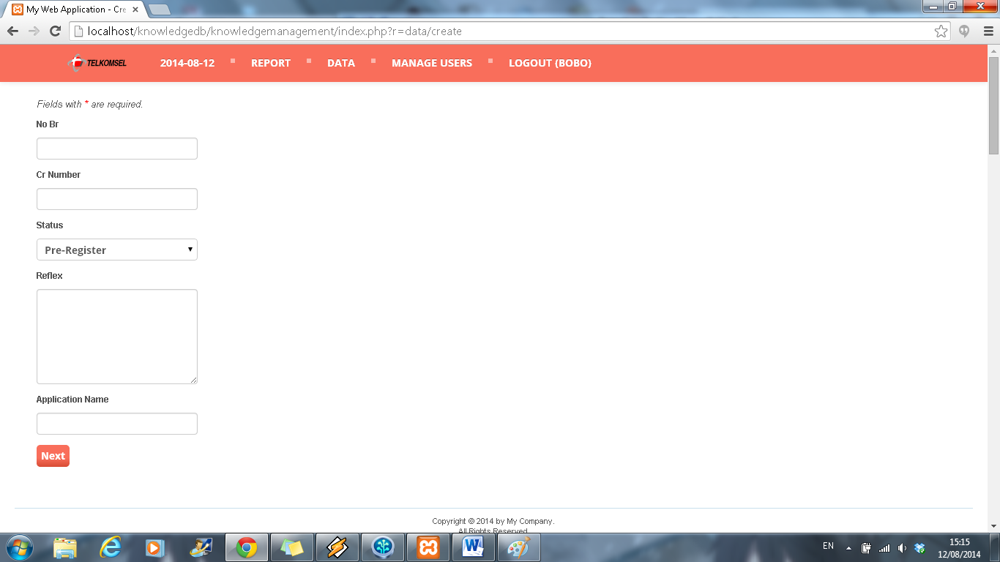 My Web Application - Cre
localhost/knowledgedb/knowledgemanagement/index.php?r=data/create
TELKOMSEL 2014-08-12 REPORT DATA MANAGE USERS LOGOUT (BOBO)
Fields with * are required.
No Br
Cr Number
Status
Pre-Register
Reflex
Application Name
Next
Copyright © 2014 by My Company.
All Rights Reserved.
EN 15:15
12/08/2014